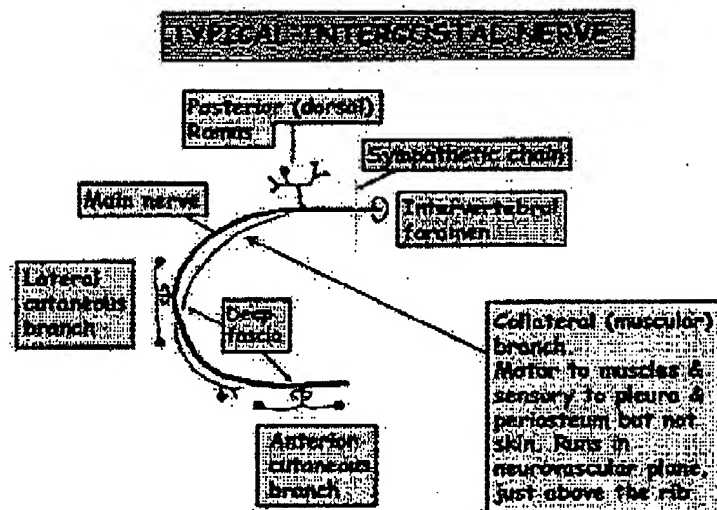 TYPICAL INTERCOSTAL NERVE
Posterior (dorsal)
Ramus
Sympathetic chain
Main nerve
Intervertebral
foramen
Lateral
cutaneous
branch
Deep
fascia
Collateral (muscular)
branch.
Motor to muscles &
sensory to pleura &
periosteum but not
skin. Runs in
neurovascular plane,
just above the rib
Anterior
cutaneous
branch